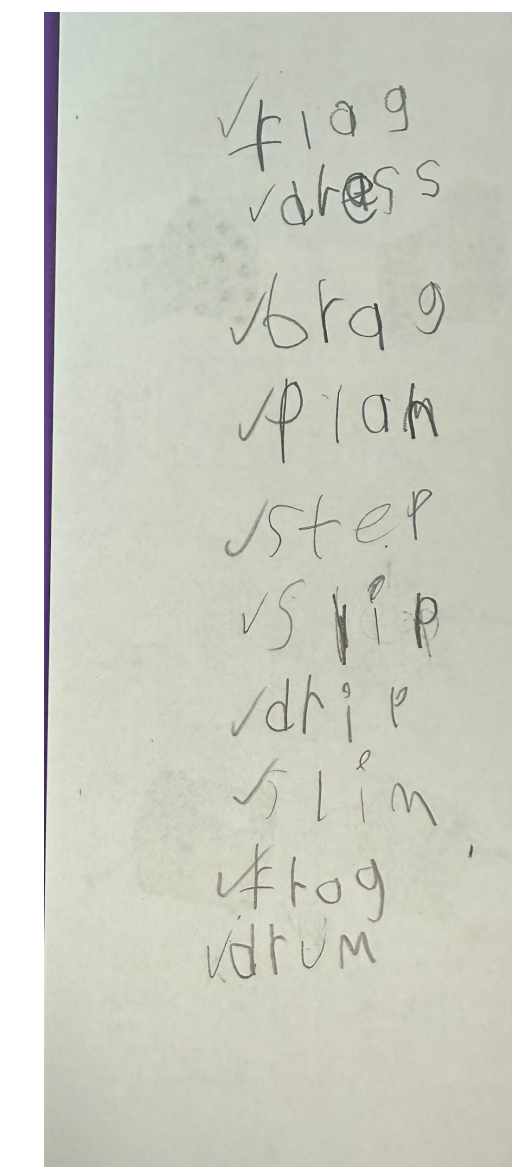 ✓flag
✓dress
✓brag
✓plan
✓step
✓slip
✓drip
✓slim
✓frog
✓drum